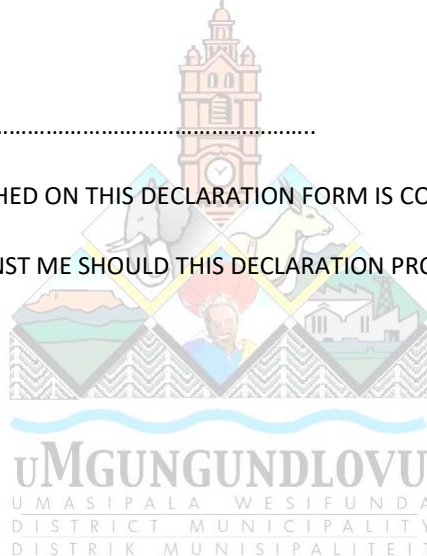 ………………………………………………..
HED ON THIS DECLARATION FORM IS CO
NST ME SHOULD THIS DECLARATION PRO
UMGUNGUNDLOVU
UMASIPALA WESIFUNDA
DISTRICT MUNICIPALITY
DISTRIK MUNISIPALITEIT